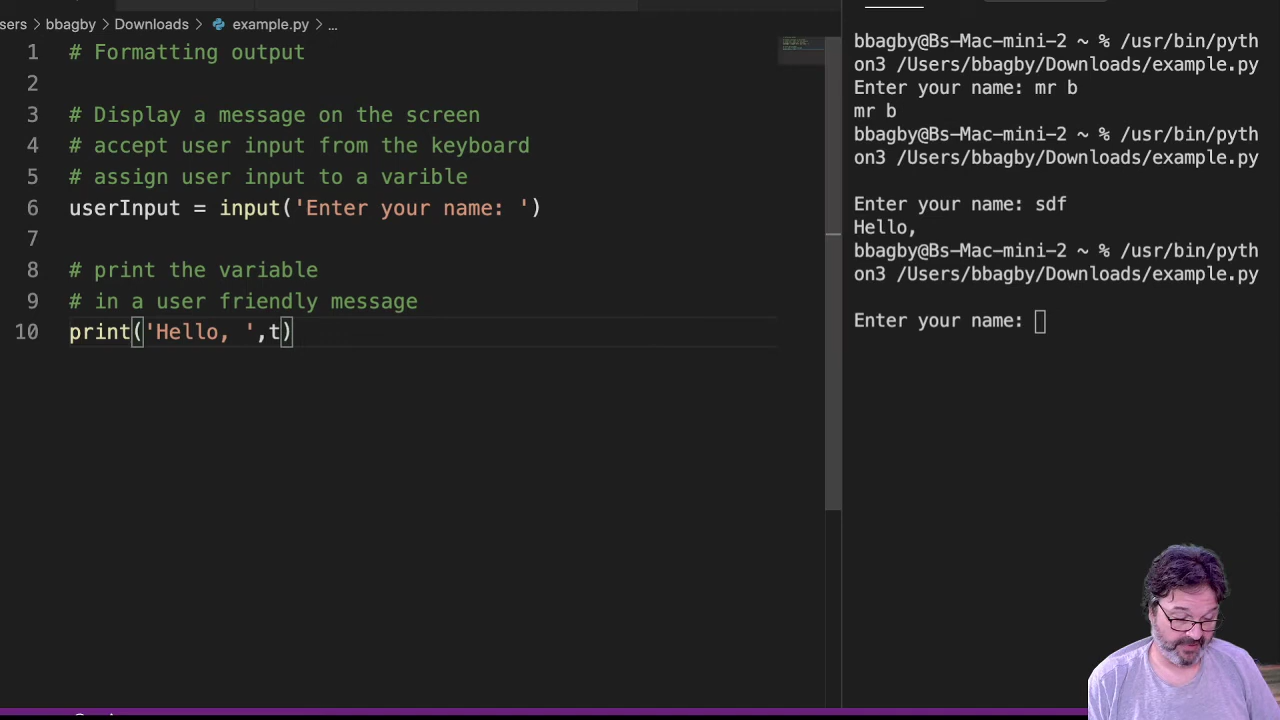 sers > bbagby > Downloads > example.py > ...
1 # Formatting output
2
3 # Display a message on the screen
4 # accept user input from the keyboard
5 # assign user input to a varible
6 userInput = input('Enter your name: ')
7
8 # print the variable
9 # in a user friendly message
10 print('Hello, ',t)
bbagby@Bs-Mac-mini-2 ~ % /usr/bin/pyth
on3 /Users/bbagby/Downloads/example.py
Enter your name: mr b
mr b
bbagby@Bs-Mac-mini-2 ~ % /usr/bin/pyth
on3 /Users/bbagby/Downloads/example.py
Enter your name: sdf
Hello,
bbagby@Bs-Mac-mini-2 ~ % /usr/bin/pyth
on3 /Users/bbagby/Downloads/example.py
Enter your name: